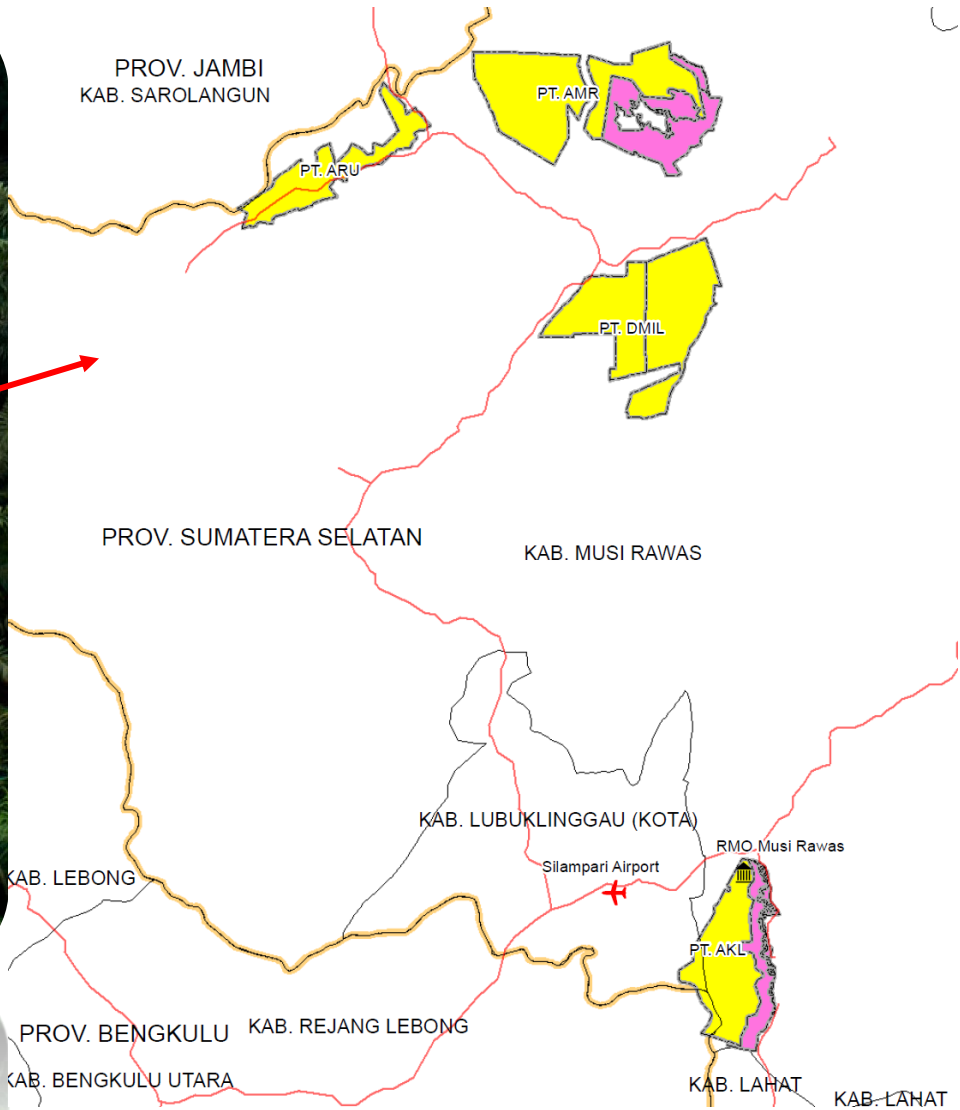 PROV. JAMBI
KAB. SAROLANGUN
PT. AMR
PT. ARU
PT. DMIL
PROV. SUMATERA SELATAN
KAB. MUSI RAWAS
KAB. LUBUKLINGGAU (KOTA)
RMO Musi Rawas
Silampari Airport
KAB. LEBONG
PT. AKL
PROV. BENGKULU
KAB. REJANG LEBONG
KAB. BENGKULU UTARA
KAB. LAHAT
KAB. LAHAT